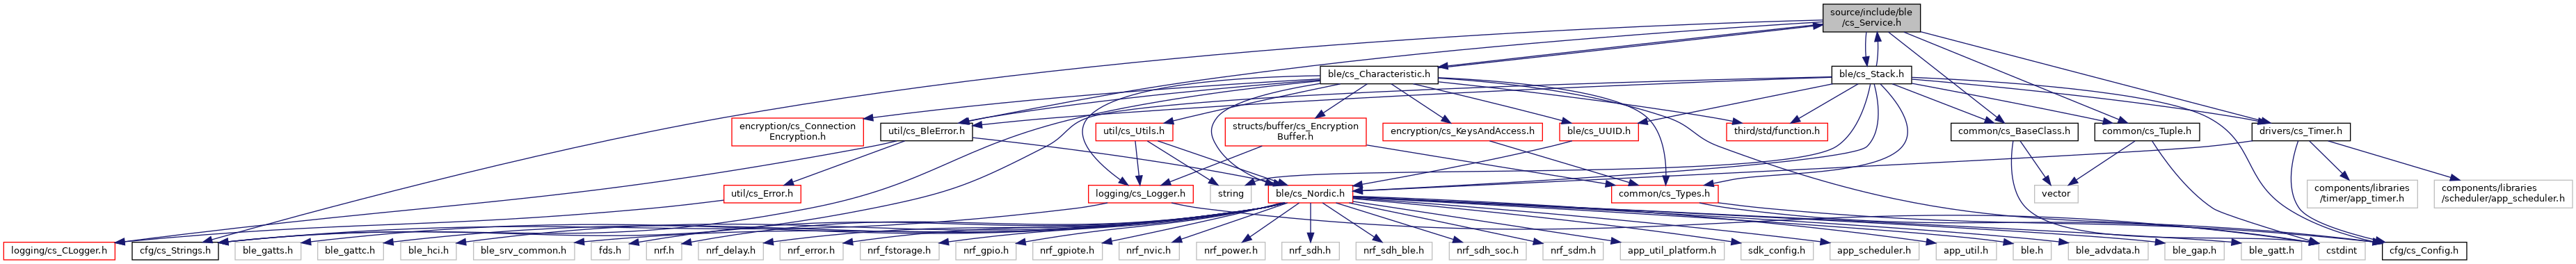 source/include/ble
/cs_Service.h
ble/cs_Characteristic.h
ble/cs_Stack.h
encryption/cs_Connection
Encryption.h
util/cs_BleError.h
util/cs_Utils.h
structs/buffer/cs_Encryption
Buffer.h
encryption/cs_KeysAndAccess.h
ble/cs_UUID.h
third/std/function.h
common/cs_BaseClass.h
common/cs_Tuple.h
drivers/cs_Timer.h
util/cs_Error.h
logging/cs_Logger.h
string
ble/cs_Nordic.h
common/cs_Types.h
vector
components/libraries
/timer/app_timer.h
components/libraries
/scheduler/app_scheduler.h
logging/cs_CLogger.h
cfg/cs_Strings.h
ble_gatts.h
ble_gattc.h
ble_hci.h
ble_srv_common.h
fds.h
nrf.h
nrf_delay.h
nrf_error.h
nrf_fstorage.h
nrf_gpio.h
nrf_gpiote.h
nrf_nvic.h
nrf_power.h
nrf_sdh.h
nrf_sdh_ble.h
nrf_sdh_soc.h
nrf_sdm.h
app_util_platform.h
sdk_config.h
app_scheduler.h
app_util.h
ble.h
ble_advdata.h
ble_gap.h
ble_gatt.h
cstdint
cfg/cs_Config.h